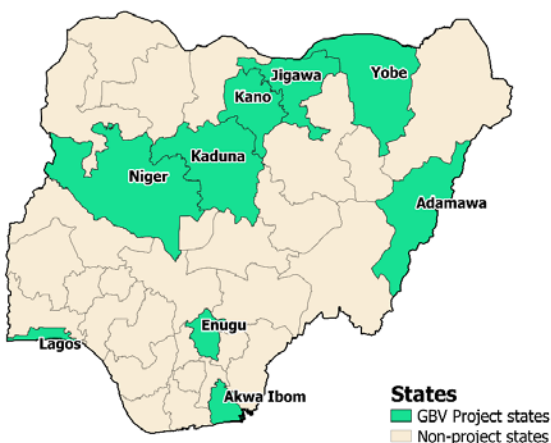 Yobe
Jigawa
Kano
Kaduna
Niger
Adamawa
Enugu
Lagos
Akwa Ibom
States
GBV Project states
Non-project states